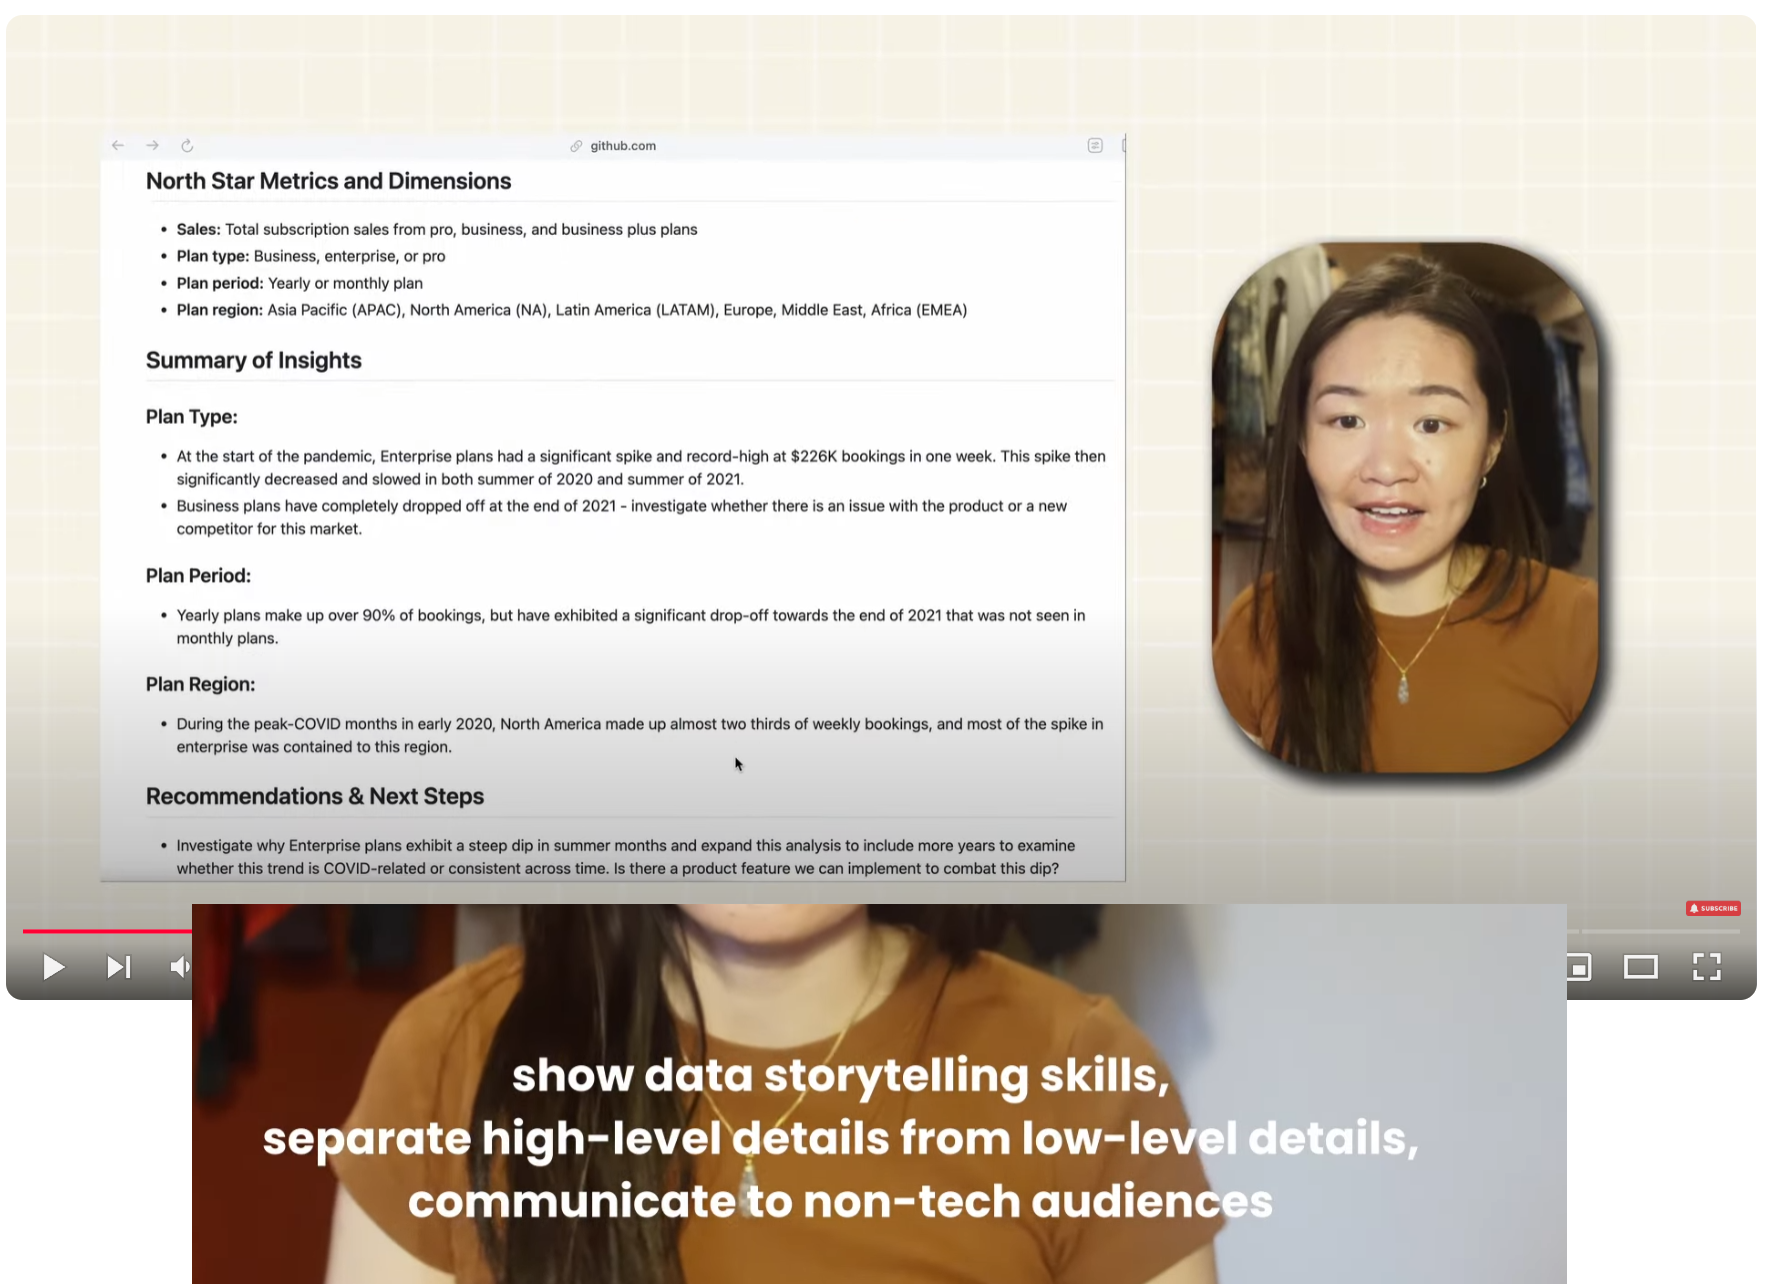 github.com
North Star Metrics and Dimensions
• Sales: Total subscription sales from pro, business, and business plus plans
• Plan type: Business, enterprise, or pro
• Plan period: Yearly or monthly plan
• Plan region: Asia Pacific (APAC), North America (NA), Latin America (LATAM), Europe, Middle East, Africa (EMEA)
Summary of Insights
Plan Type:
• At the start of the pandemic, Enterprise plans had a significant spike and record-high at $226K bookings in one week. This spike then
significantly decreased and slowed in both summer of 2020 and summer of 2021.
• Business plans have completely dropped off at the end of 2021 - investigate whether there is an issue with the product or a new
competitor for this market.
Plan Period:
• Yearly plans make up over 90% of bookings, but have exhibited a significant drop-off towards the end of 2021 that was not seen in
monthly plans.
Plan Region:
• During the peak-COVID months in early 2020, North America made up almost two thirds of weekly bookings, and most of the spike in
enterprise was contained to this region.
Recommendations & Next Steps
• Investigate why Enterprise plans exhibit a steep dip in summer months and expand this analysis to include more years to examine
whether this trend is COVID-related or consistent across time. Is there a product feature we can implement to combat this dip?
SUBSCRIBE
show data storytelling skills,
separate high-level details from low-level details,
communicate to non-tech audiences